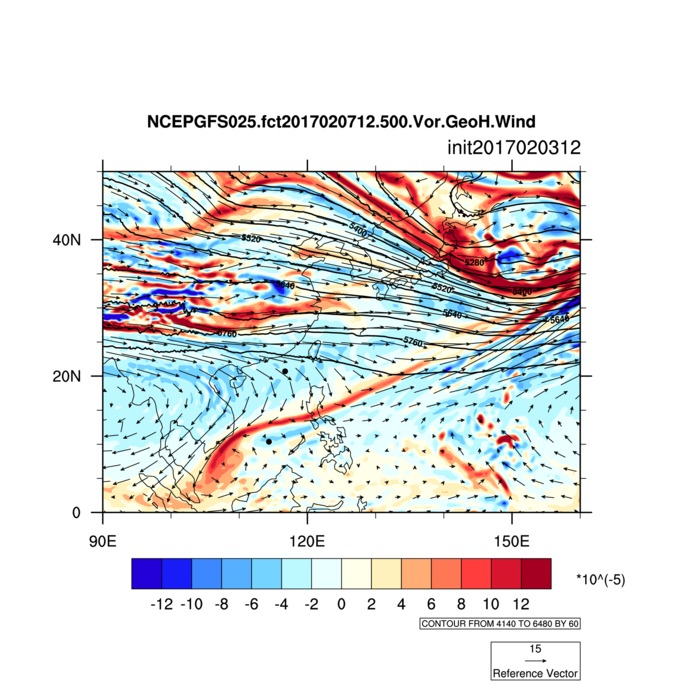 NCEPGFS025.fct2017020712.500.Vor.GeoH.Wind
init2017020312
40N
20N
0
90E 120E 150E
5400
5520
5280
5646
5520
5400
5640
5640
5760
5760
-12 -10 -8 -6 -4 -2 0 2 4 6 8 10 12
*10^(-5)
CONTOUR FROM 4140 TO 6480 BY 60
15
Reference Vector